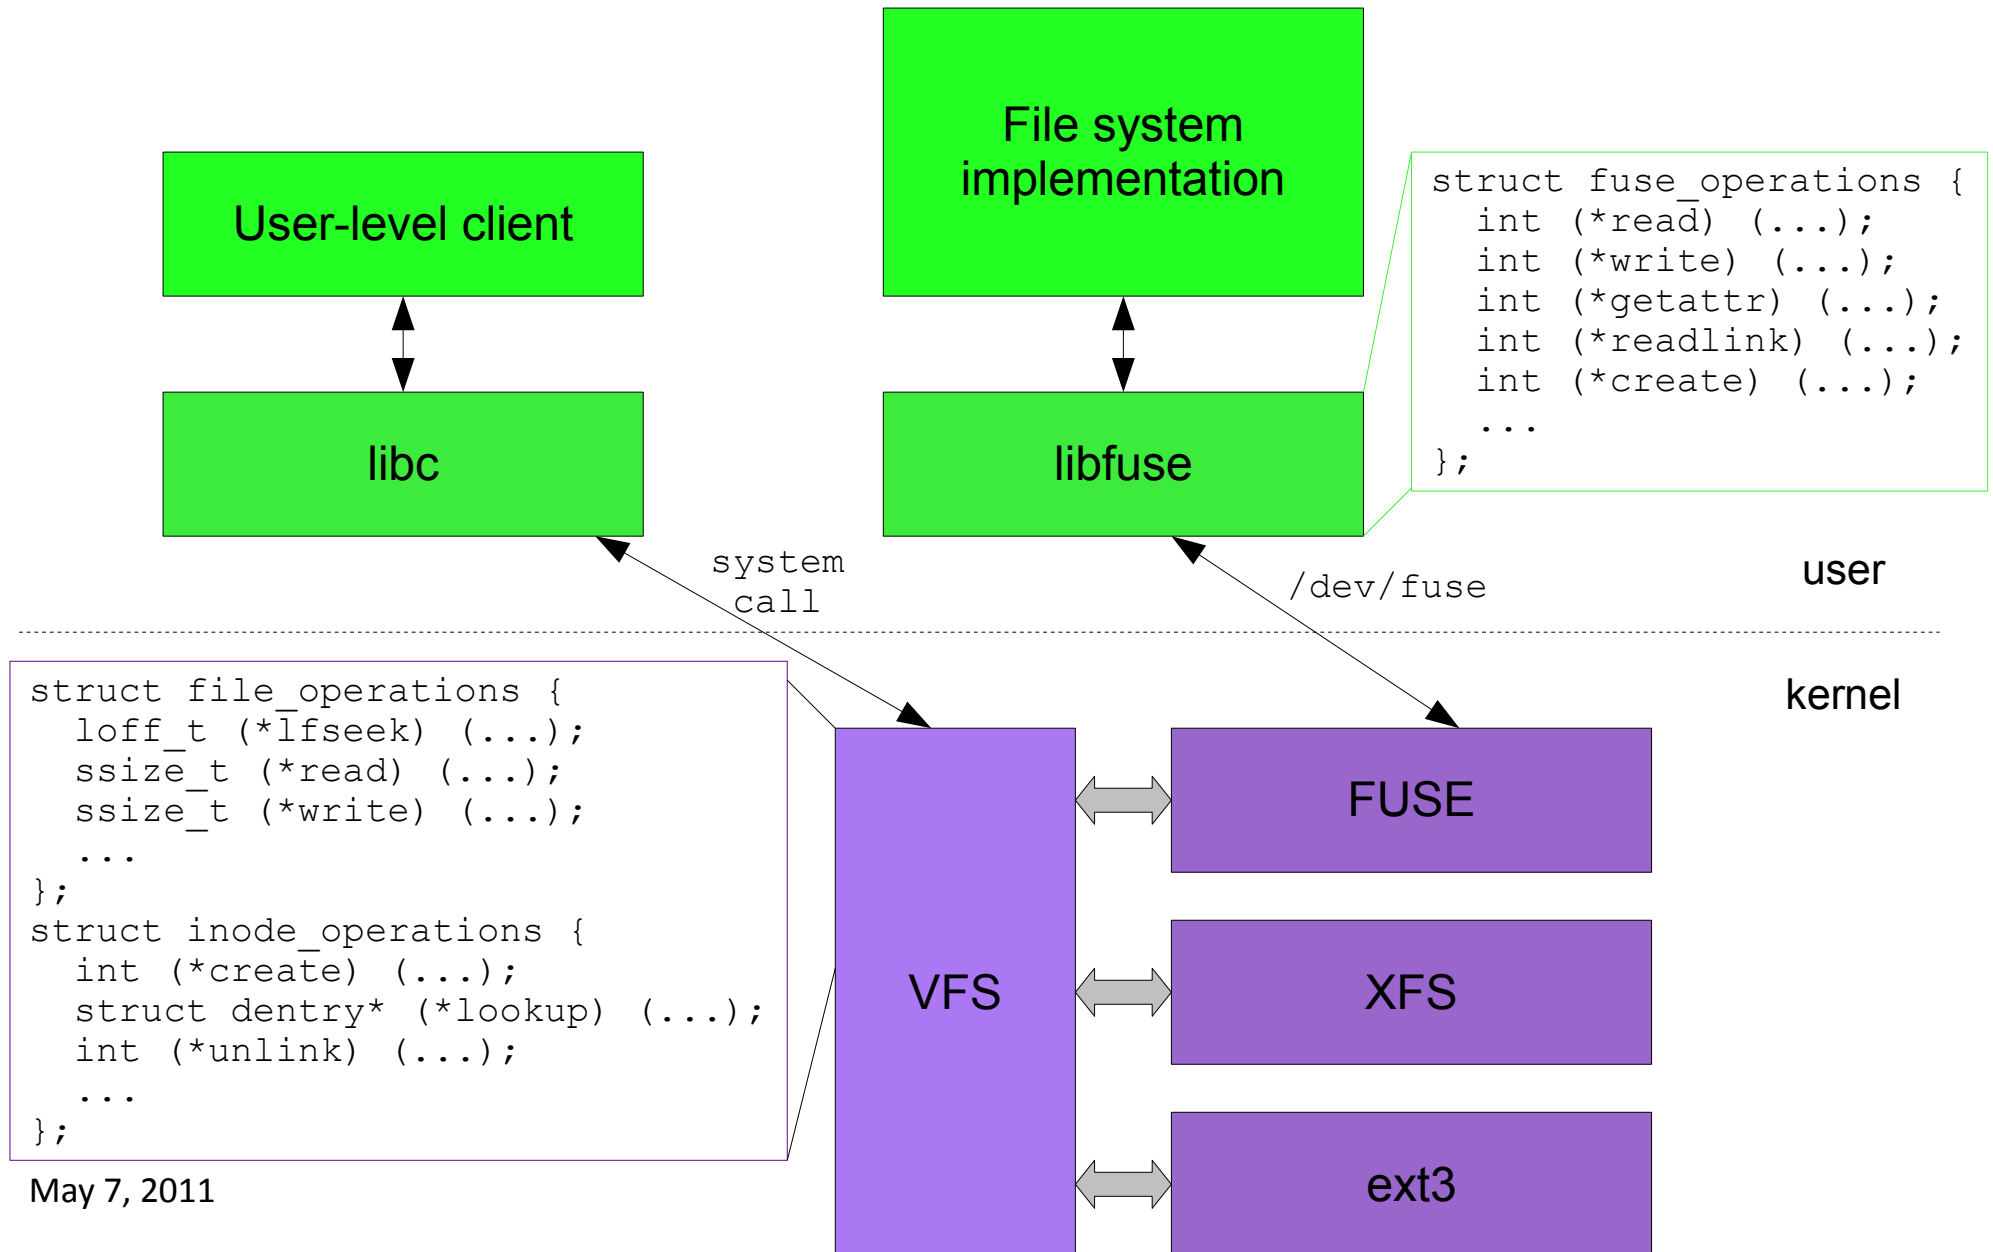 File system
implementation
User-level client
struct fuse_operations {
int (*read) (...);
int (*write) (...);
int (*getattr) (...);
int (*readlink) (...);
int (*create) (...);
...
};
libc
libfuse
system
call
/dev/fuse
user
kernel
struct file_operations {
loff_t (*lfseek) (...);
ssize_t (*read) (...);
ssize_t (*write) (...);
...
};
struct inode_operations {
int (*create) (...);
struct dentry* (*lookup) (...);
int (*unlink) (...);
...
};
VFS
FUSE
XFS
ext3
May 7, 2011